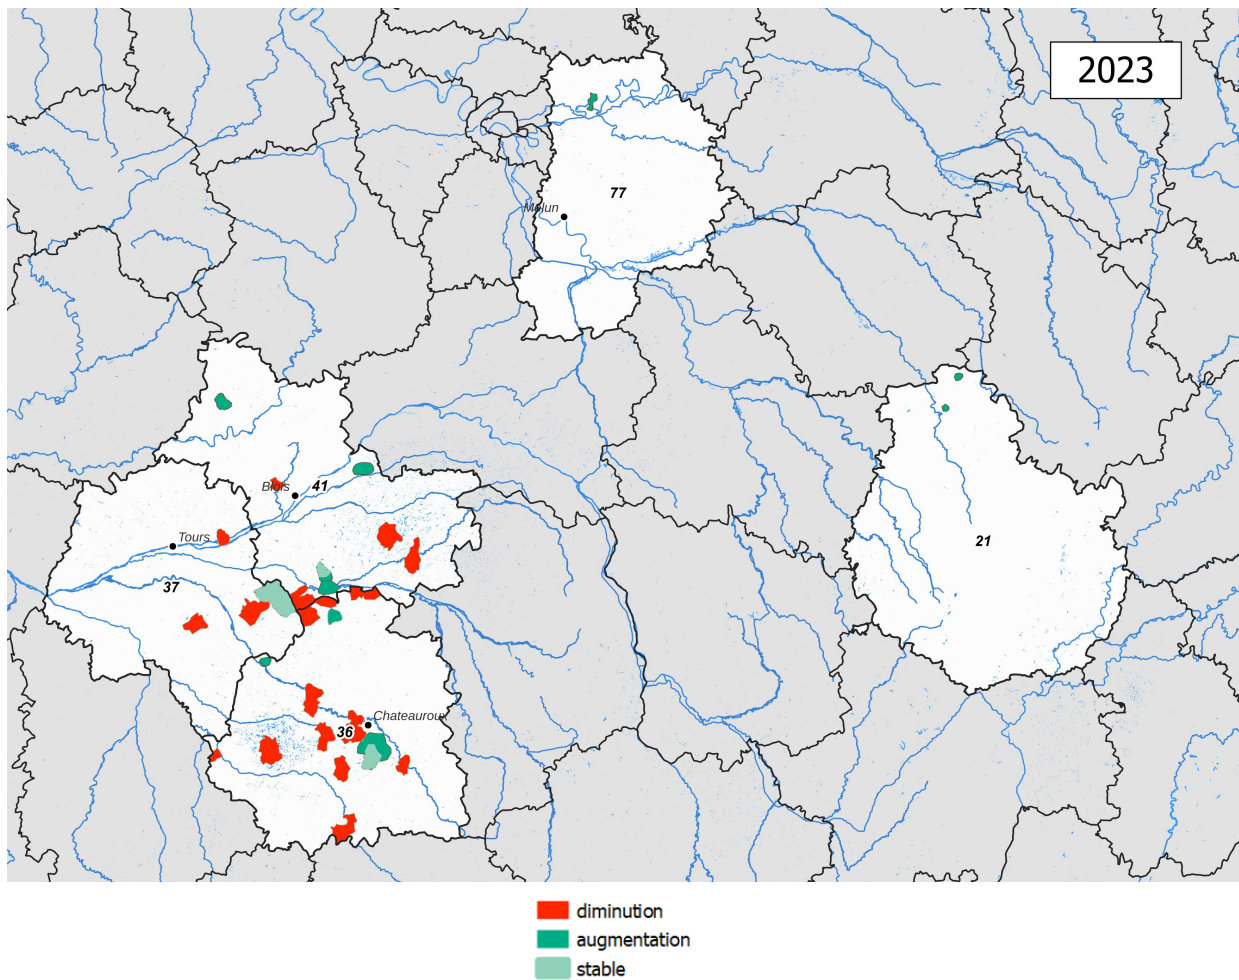 2023
77
Melun
Blois
41
Tours
21
37
Chateauroux
36
diminution
augmentation
stable